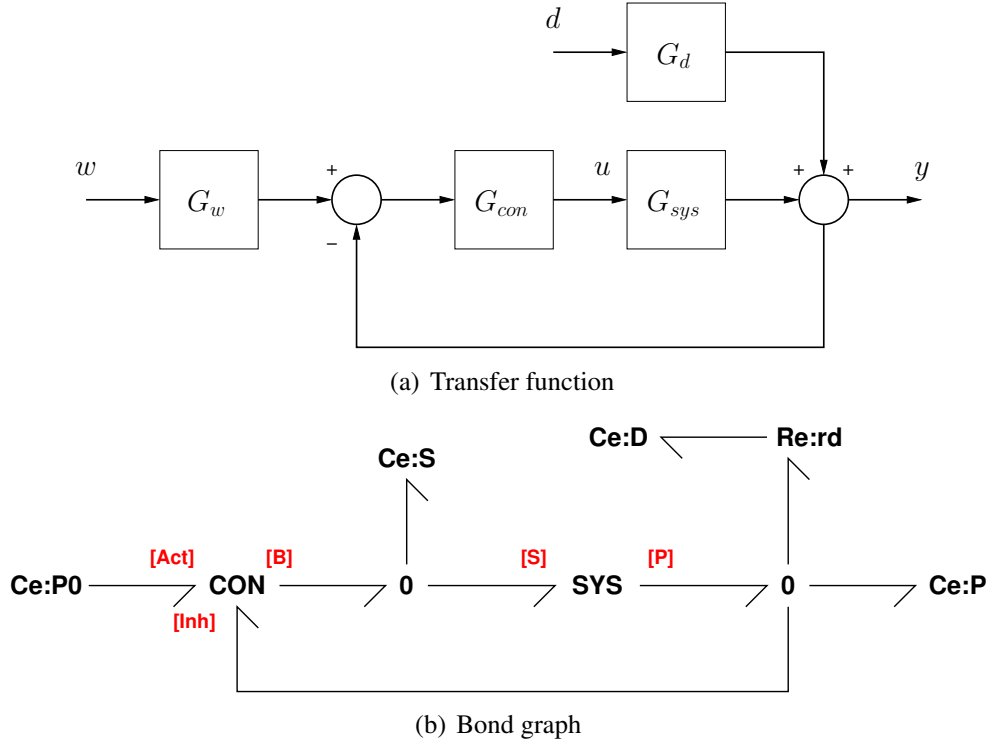 d
G_d
w
G_w
+
−
G_con
u
G_sys
+ +
y
(a) Transfer function
Ce:D
Re:rd
Ce:S
[Act] [B] [S] [P]
Ce:P0 CON 0 SYS 0 Ce:P
[Inh]
(b) Bond graph